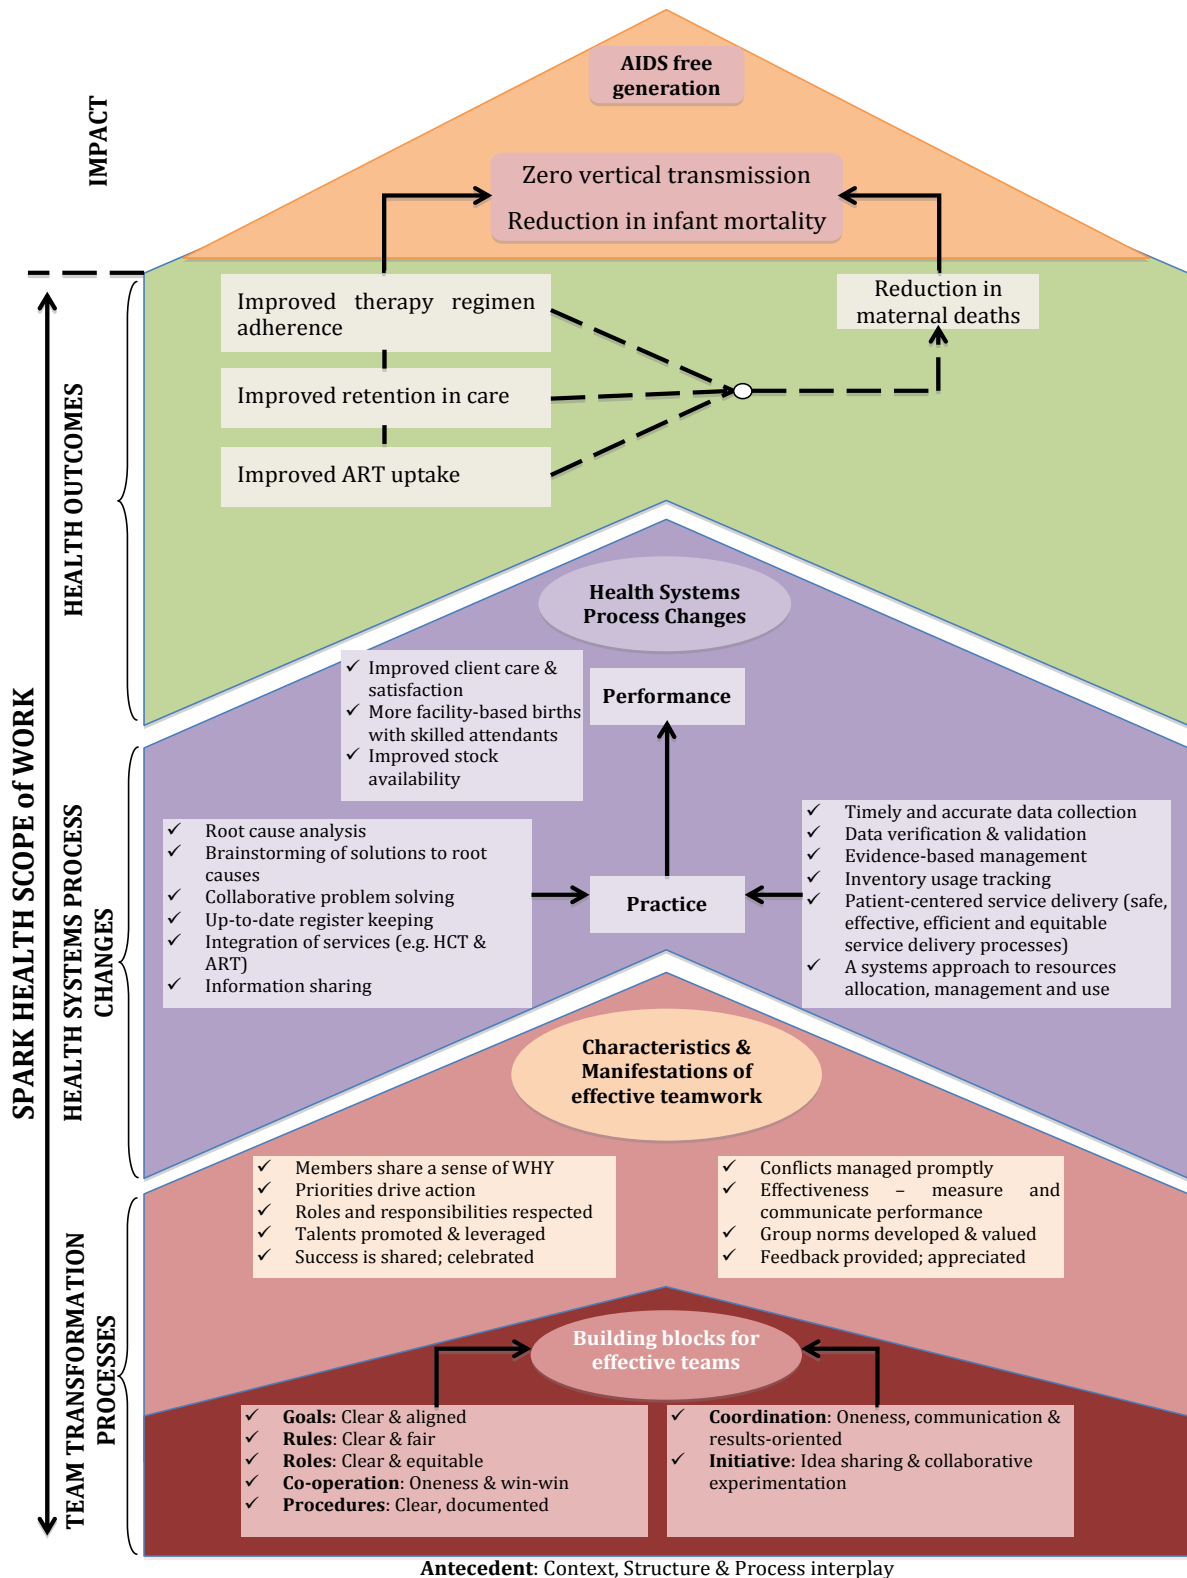 AIDS free
generation
IMPACT
Zero vertical transmission
Reduction in infant mortality
SPARK HEALTH SCOPE of WORK
HEALTH OUTCOMES
Improved therapy regimen
adherence
Reduction in
maternal deaths
Improved retention in care
Improved ART uptake
HEALTH SYSTEMS PROCESS
CHANGES
Health Systems
Process Changes
✓ Improved client care &
satisfaction
✓ More facility-based births
with skilled attendants
✓ Improved stock
availability
Performance
✓ Root cause analysis
✓ Brainstorming of solutions to root
causes
✓ Collaborative problem solving
✓ Up-to-date register keeping
✓ Integration of services (e.g. HCT &
ART)
✓ Information sharing
Practice
✓ Timely and accurate data collection
✓ Data verification & validation
✓ Evidence-based management
✓ Inventory usage tracking
✓ Patient-centered service delivery (safe,
effective, efficient and equitable
service delivery processes)
✓ A systems approach to resources
allocation, management and use
TEAM TRANSFORMATION
PROCESSES
Characteristics &
Manifestations of
effective teamwork
✓ Members share a sense of WHY
✓ Priorities drive action
✓ Roles and responsibilities respected
✓ Talents promoted & leveraged
✓ Success is shared; celebrated
✓ Conflicts managed promptly
✓ Effectiveness – measure and
communicate performance
✓ Group norms developed & valued
✓ Feedback provided; appreciated
Building blocks for
effective teams
✓ Goals: Clear & aligned
✓ Rules: Clear & fair
✓ Roles: Clear & equitable
✓ Co-operation: Oneness & win-win
✓ Procedures: Clear, documented
✓ Coordination: Oneness, communication &
results-oriented
✓ Initiative: Idea sharing & collaborative
experimentation
Antecedent: Context, Structure & Process interplay